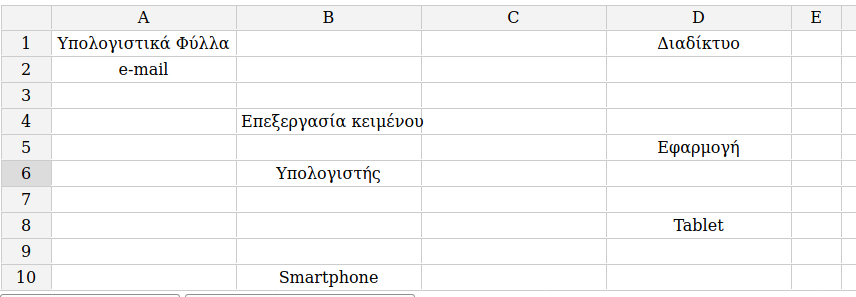 A B C D E
1 Υπολογιστικά Φύλλα Διαδίκτυο
2 e-mail
3
4 Επεξεργασία κειμένου
5 Εφαρμογή
6 Υπολογιστής
7
8 Tablet
9
10 Smartphone